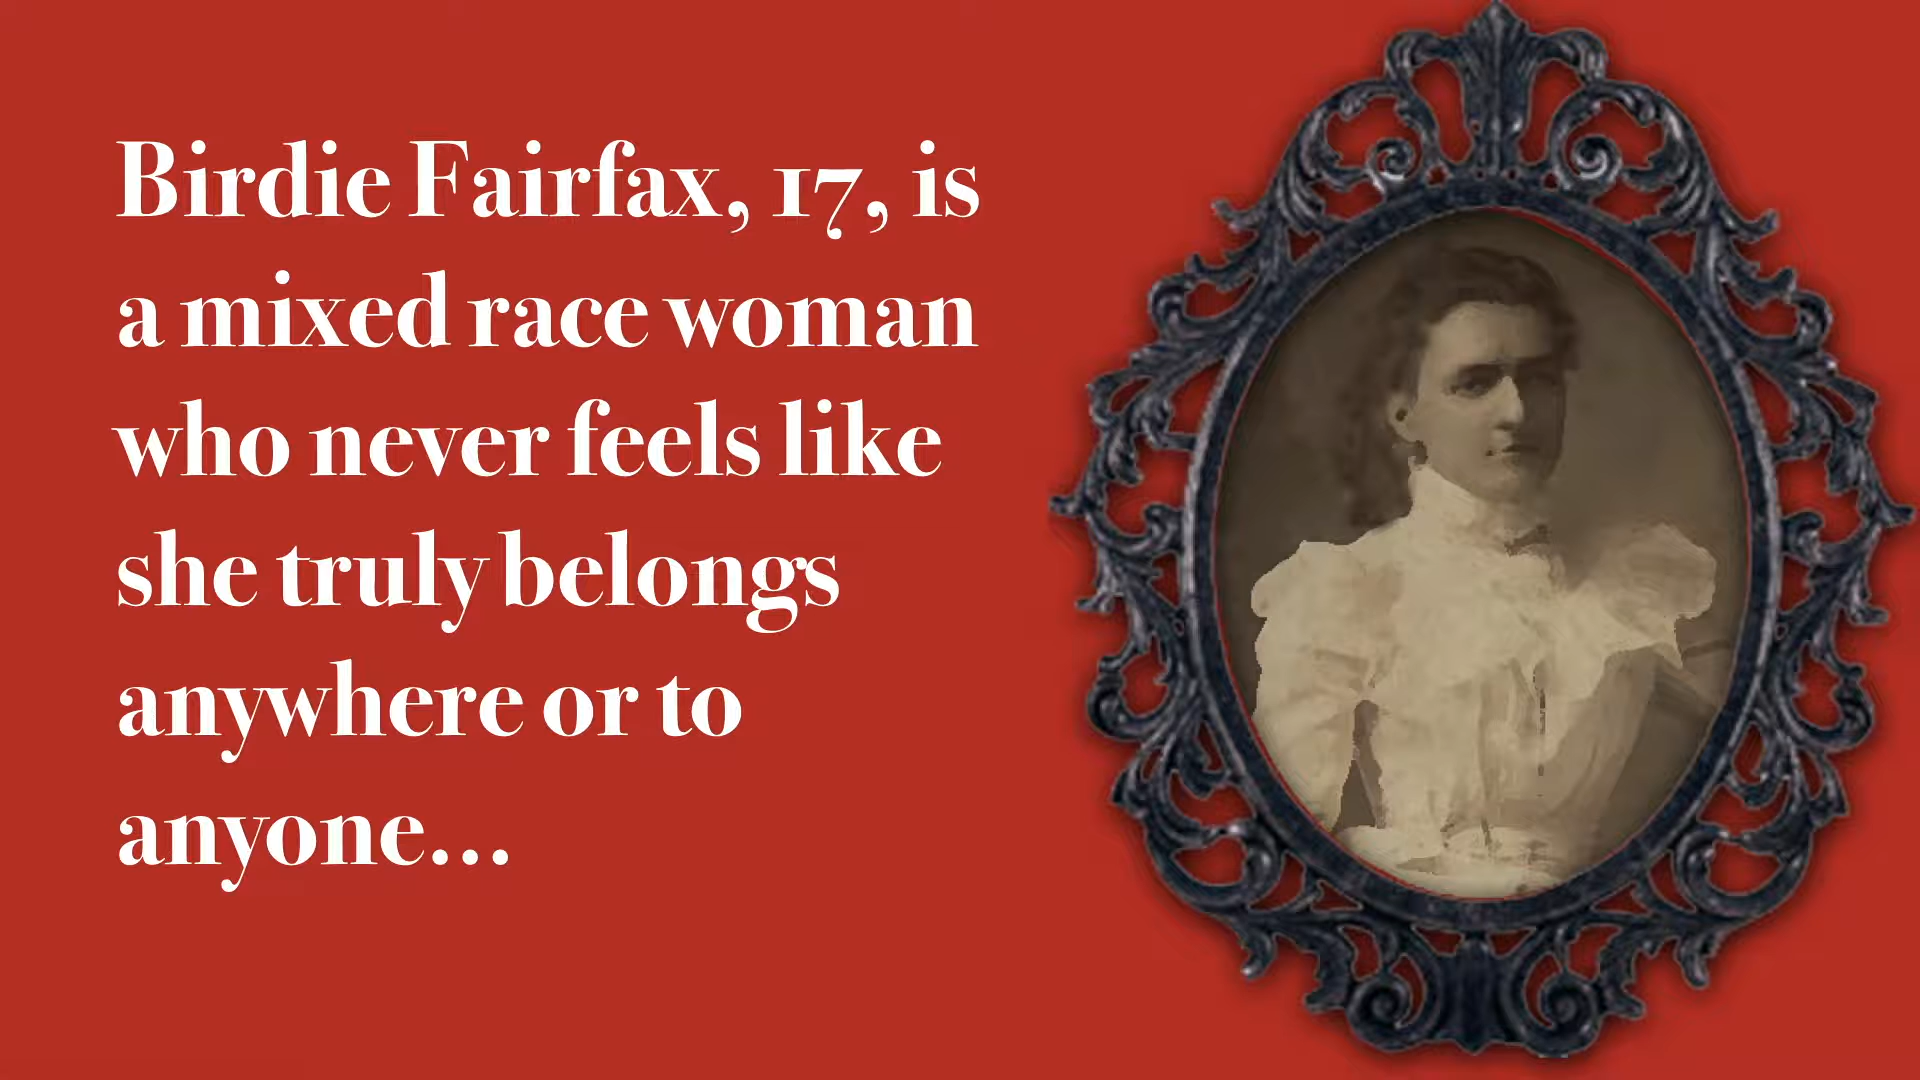 Birdie Fairfax, 17, is
a mixed race woman
who never feels like
she truly belongs
anywhere or to
anyone...